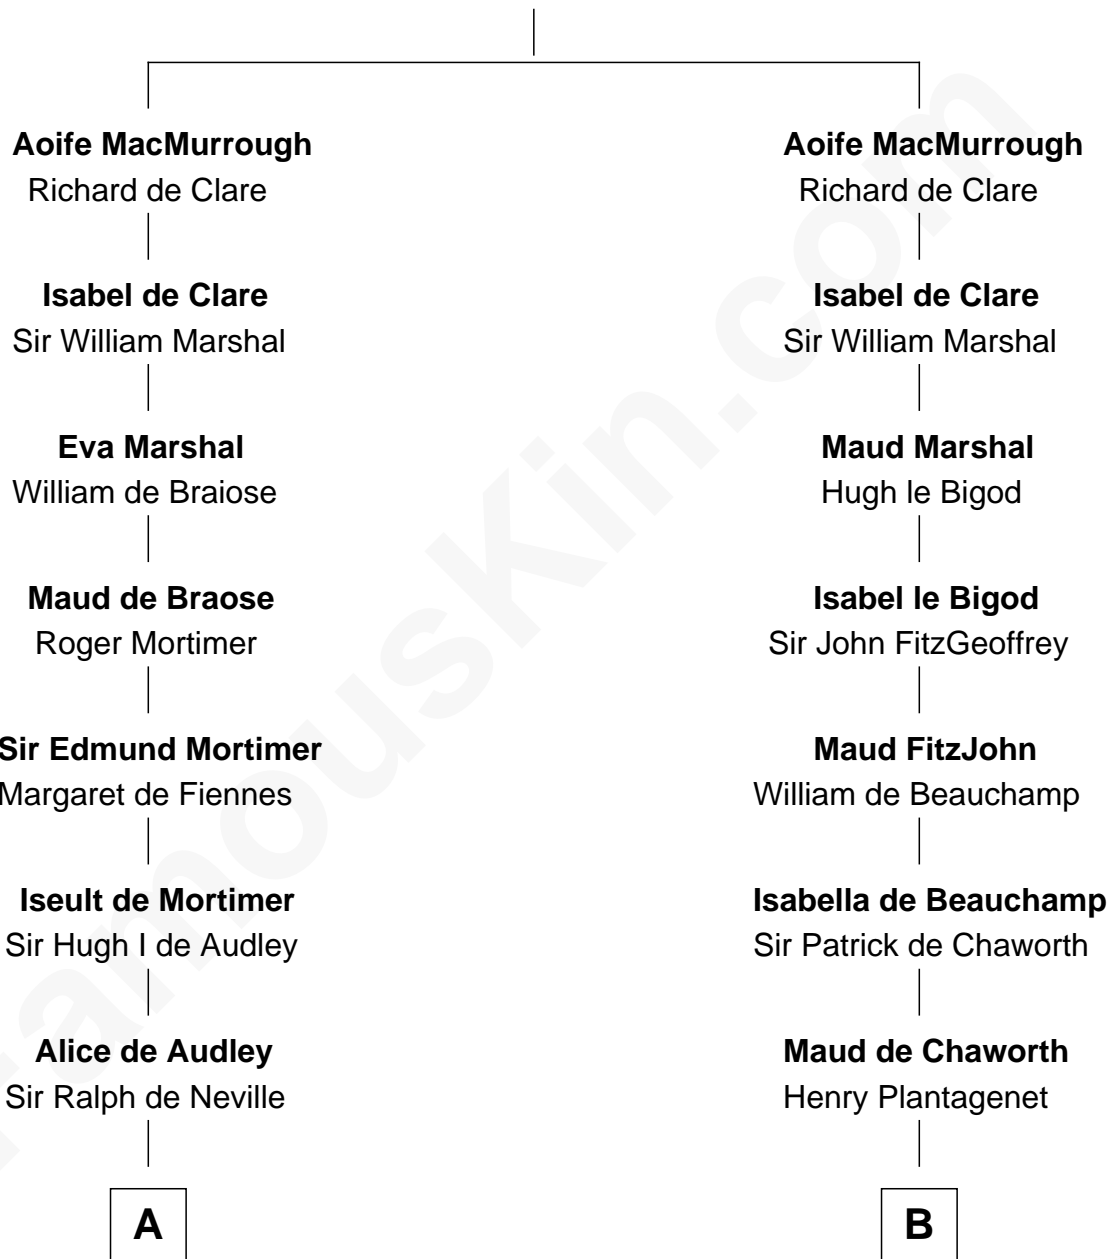 Aoife MacMurrough
Richard de Clare
Isabel de Clare
Sir William Marshal
Eva Marshal
William de Braiose
Maud de Braose
Roger Mortimer
Sir Edmund Mortimer
Margaret de Fiennes
Iseult de Mortimer
Sir Hugh I de Audley
Alice de Audley
Sir Ralph de Neville
A
Aoife MacMurrough
Richard de Clare
Isabel de Clare
Sir William Marshal
Maud Marshal
Hugh le Bigod
Isabel le Bigod
Sir John FitzGeoffrey
Maud FitzJohn
William de Beauchamp
Isabella de Beauchamp
Sir Patrick de Chaworth
Maud de Chaworth
Henry Plantagenet
B
FamousKin.com